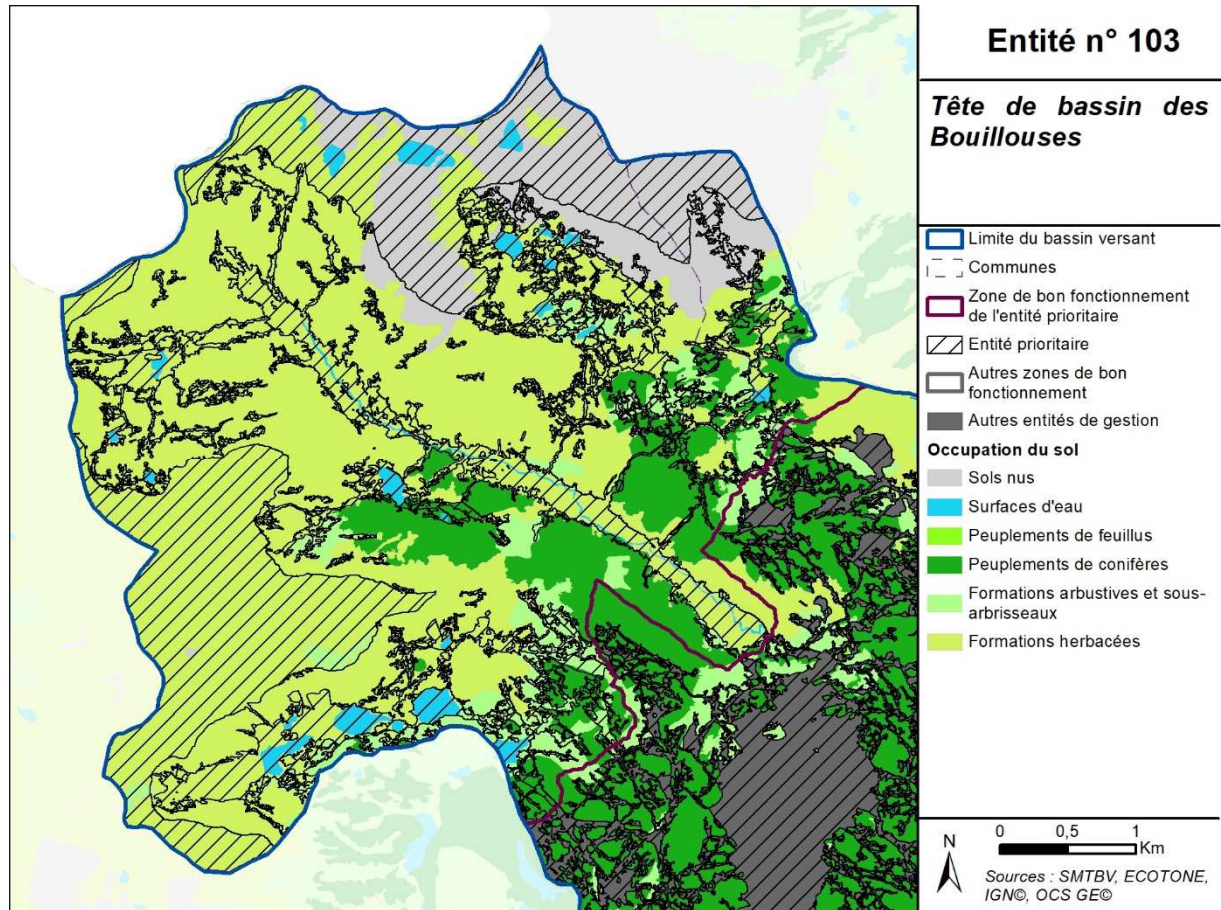 Entité n° 103
Tête de bassin des
Bouillouses
Limite du bassin versant
Communes
Zone de bon fonctionnement
de l'entité prioritaire
Entité prioritaire
Autres zones de bon
fonctionnement
Autres entités de gestion
Occupation du sol
Sols nus
Surfaces d'eau
Peuplements de feuillus
Peuplements de conifères
Formations arbustives et sous-
arbrisseaux
Formations herbacées
N
0 0,5 1
Km
Sources : SMTBV, ECOTONE,
IGN©, OCS GE©